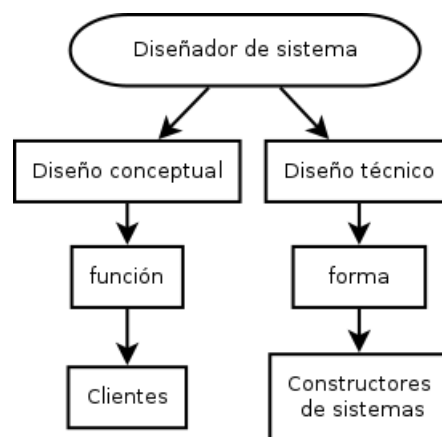 Diseñador de sistema
Diseño conceptual
Diseño técnico
función
forma
Clientes
Constructores
de sistemas